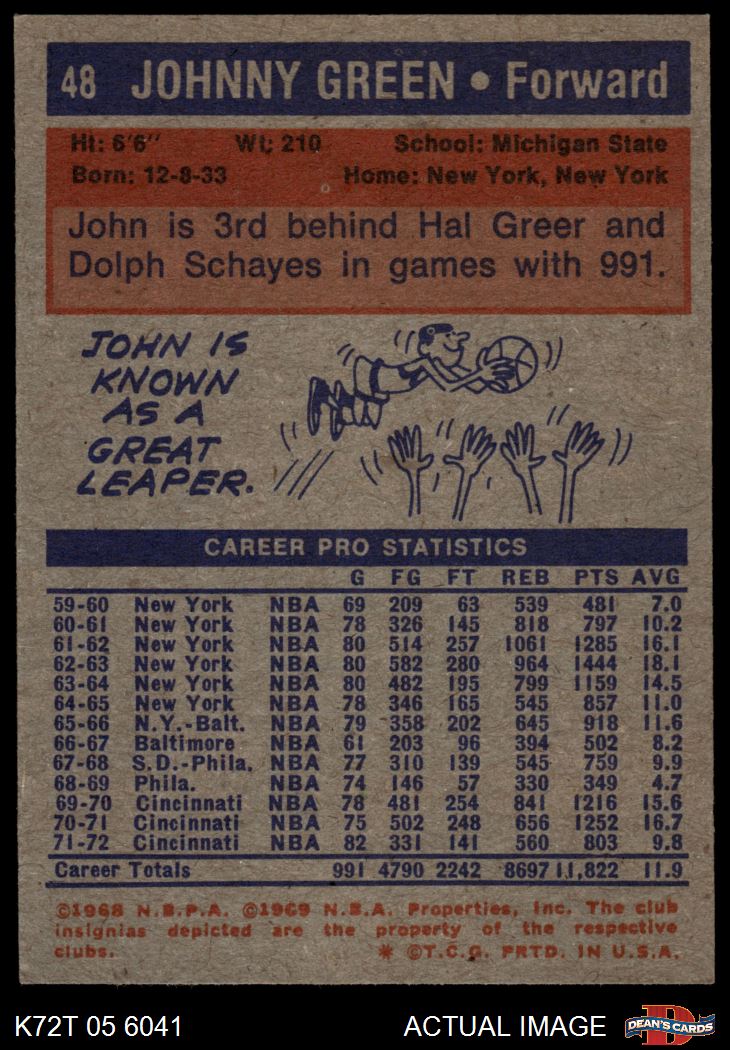 48 JOHNNY GREEN • Forward
Ht: 6'6" Wt: 210 School: Michigan State
Born: 12-8-33 Home: New York, New York
John is 3rd behind Hal Greer and
Dolph Schayes in games with 991.
JOHN IS
KNOWN
AS A
GREAT
LEAPER.
CAREER PRO STATISTICS
G FG FT REB PTS AVG
59-60 New York NBA 69 209 63 539 481 7.0
60-61 New York NBA 78 326 145 818 797 10.2
61-62 New York NBA 80 514 257 1061 1285 16.1
62-63 New York NBA 80 582 280 964 1444 18.1
63-64 New York NBA 80 482 195 799 1159 14.5
64-65 New York NBA 78 346 165 545 857 11.0
65-66 N.Y.-Balt. NBA 79 358 202 645 918 11.6
66-67 Baltimore NBA 61 203 96 394 502 8.2
67-68 S.D.-Phila. NBA 77 310 139 545 759 9.9
68-69 Phila. NBA 74 146 57 330 349 4.7
69-70 Cincinnati NBA 78 481 254 841 1216 15.6
70-71 Cincinnati NBA 75 502 248 656 1252 16.7
71-72 Cincinnati NBA 82 331 141 560 803 9.8
Career Totals 991 4790 2242 8697 11,822 11.9
©1968 N.B.P.A. ©1969 N.B.A. Properties, Inc. The club
insignias depicted are the property of the respective
clubs. * ©T.C.G. PRTD. IN U.S.A.
K72T 05 6041 ACTUAL IMAGE DEAN'S CARDS